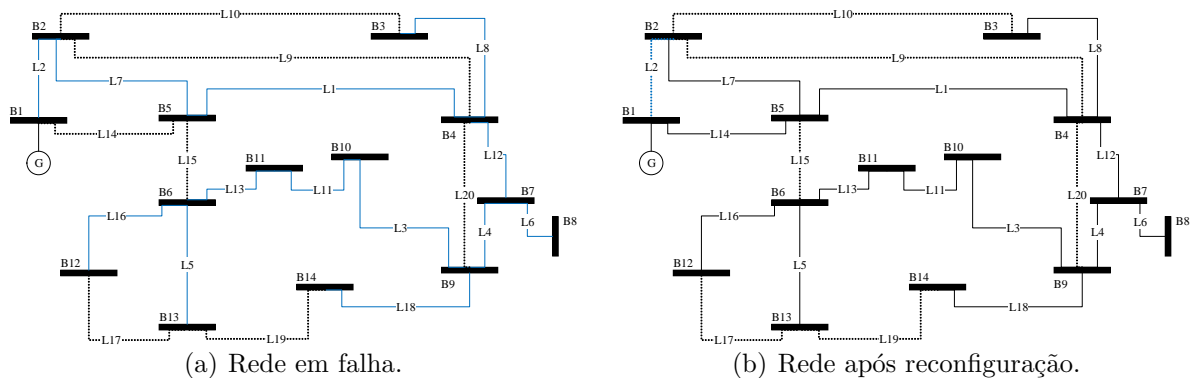 L10
B2
B3
L8
L9
L2
L7
B1
L1
B5
L14
B4
G
L15
B11
B10
L12
B6
L13
L11
L20
B7
L16
L6
B8
L3
L4
L5
B12
B14
B9
L18
B13
L17
L19
(a) Rede em falha.
L10
B2
B3
L8
L9
L2
L7
B1
L1
B5
L14
B4
G
L15
B11
B10
L12
B6
L13
L11
L20
B7
L16
L6
B8
L3
L4
L5
B12
B14
B9
L18
B13
L17
L19
(b) Rede após reconfiguração.